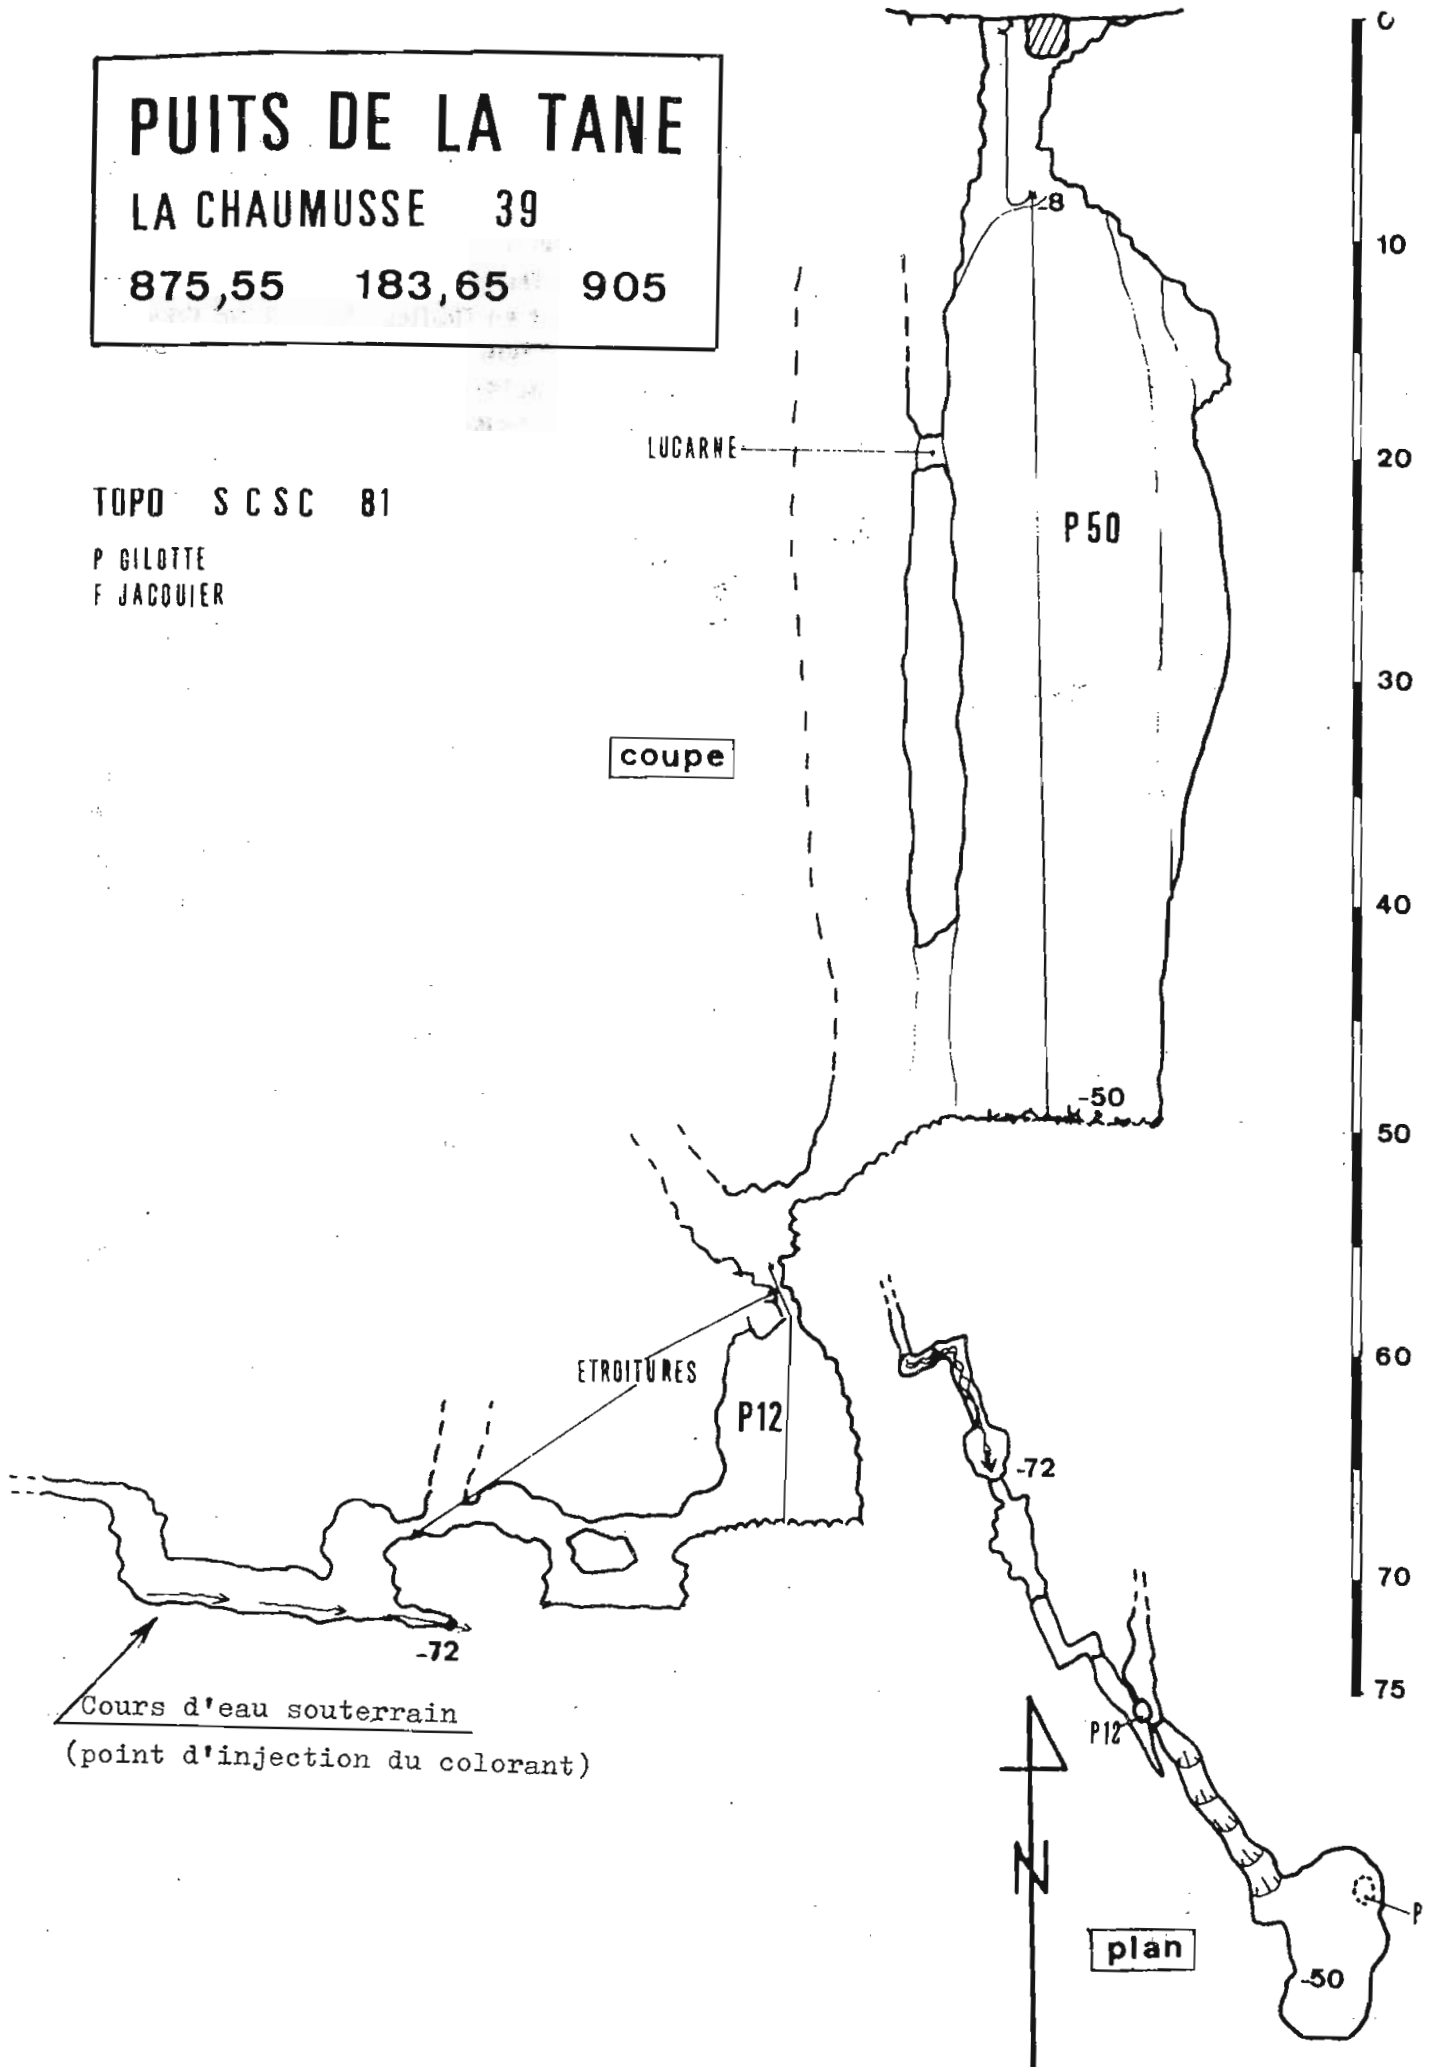 PUITS DE LA TANE
LA CHAUMUSSE 39
875,55 183,65 905
TOPO SCSC 81
P GILOTTE
F JACQUIER
LUCARNE
coupe
P50
-8
-50
ETROITURES
P12
-72
Cours d'eau souterrain
(point d'injection du colorant)
0
10
20
30
40
50
60
70
75
-72
P12
N
plan
P
-50